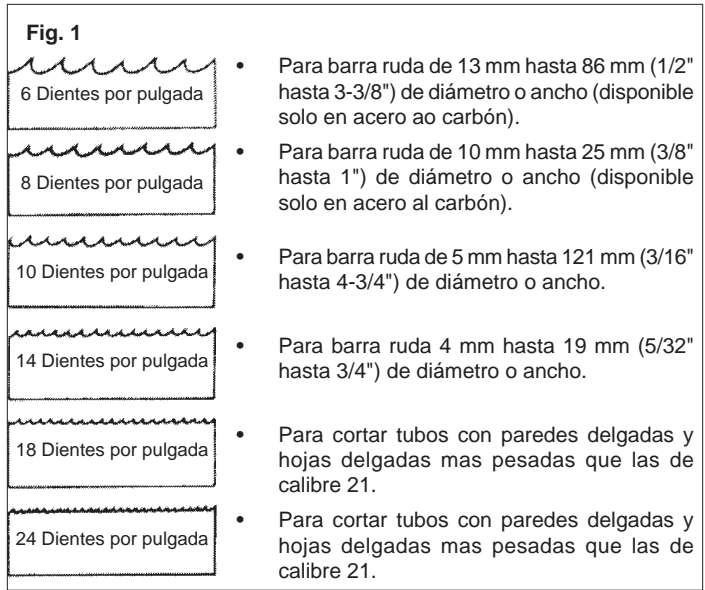 Fig. 1
6 Dientes por pulgada
• Para barra ruda de 13 mm hasta 86 mm (1/2"
hasta 3-3/8") de diámetro o ancho (disponible
solo en acero ao carbón).
8 Dientes por pulgada
• Para barra ruda de 10 mm hasta 25 mm (3/8"
hasta 1") de diámetro o ancho (disponible
solo en acero al carbón).
10 Dientes por pulgada
• Para barra ruda de 5 mm hasta 121 mm (3/16"
hasta 4-3/4") de diámetro o ancho.
14 Dientes por pulgada
• Para barra ruda 4 mm hasta 19 mm (5/32"
hasta 3/4") de diámetro o ancho.
18 Dientes por pulgada
• Para cortar tubos con paredes delgadas y
hojas delgadas mas pesadas que las de
calibre 21.
24 Dientes por pulgada
• Para cortar tubos con paredes delgadas y
hojas delgadas mas pesadas que las de
calibre 21.